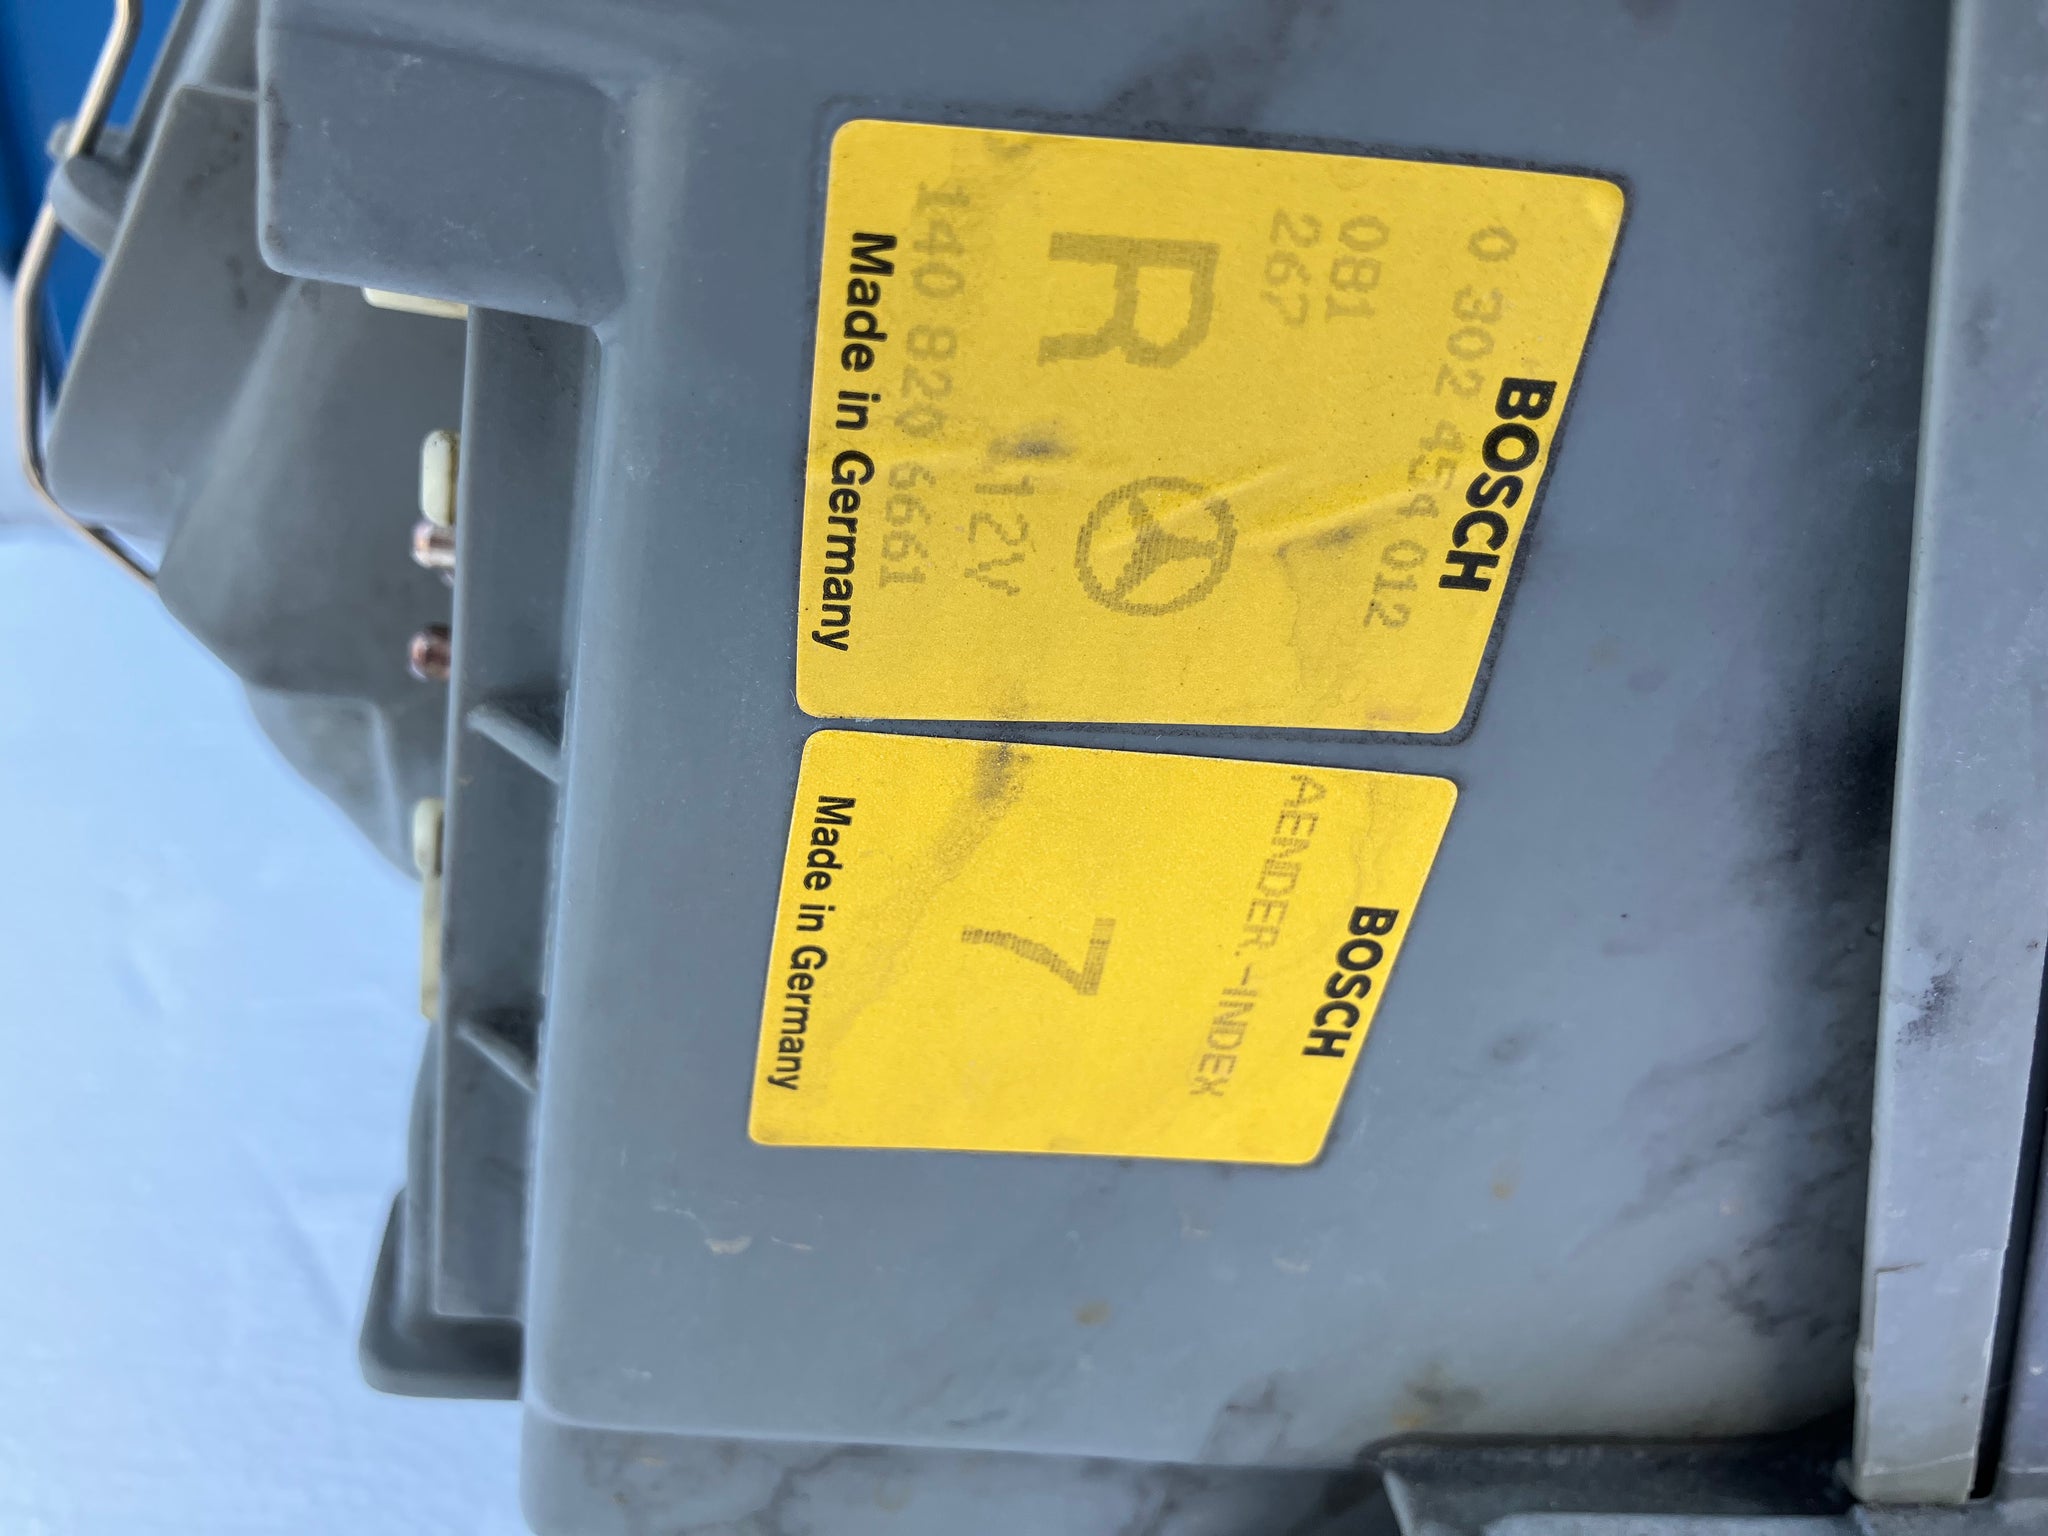 BOSCH
0 302 454 012
081
267
R
12V
140 820 6661
Made in Germany
BOSCH
AENDER.-INDEX
7
Made in Germany